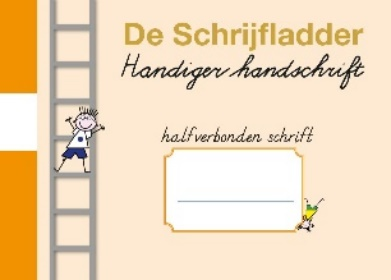 De Schrijfladder
Handiger handschrift
halfverbonden schrift